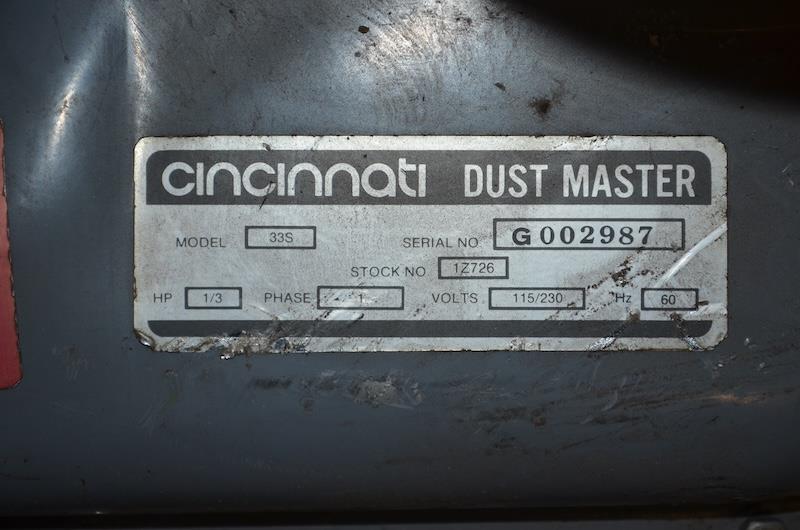 cincinnati DUST MASTER
MODEL 33S SERIAL NO G 002987
STOCK NO 1Z726
HP 1/3 PHASE 1 VOLTS 115/230 Hz 60